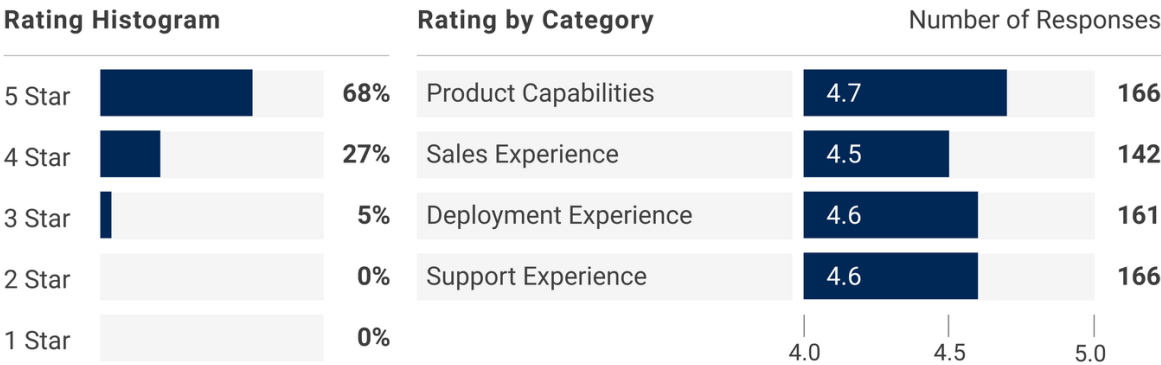 Rating Histogram
5 Star 68%
4 Star 27%
3 Star 5%
2 Star 0%
1 Star 0%
Rating by Category Number of Responses
Product Capabilities 4.7 166
Sales Experience 4.5 142
Deployment Experience 4.6 161
Support Experience 4.6 166
4.0 4.5 5.0